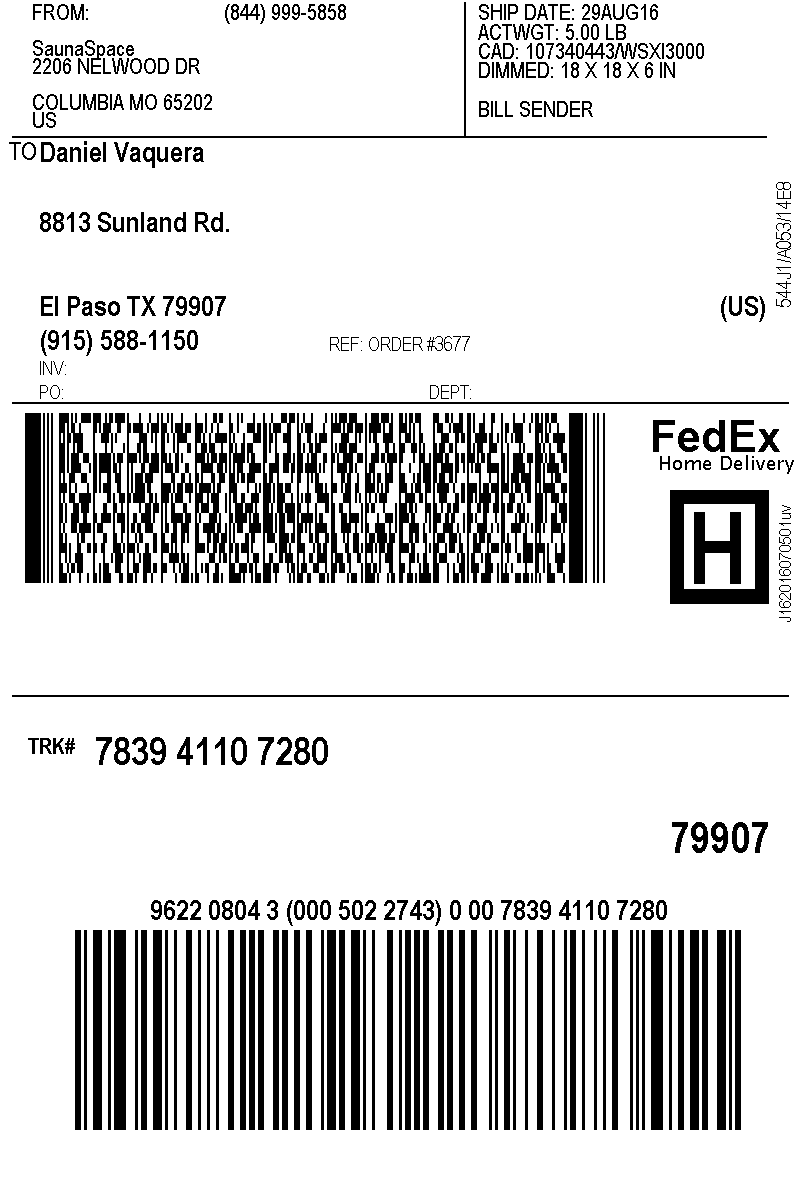 FROM: (844) 999-5858
SaunaSpace
2206 NELWOOD DR
COLUMBIA MO 65202
US
SHIP DATE: 29AUG16
ACTWGT: 5.00 LB
CAD: 107340443/WSXI3000
DIMMED: 18 X 18 X 6 IN
BILL SENDER
TO Daniel Vaquera
8813 Sunland Rd.
El Paso TX 79907 (US)
(915) 588-1150 REF: ORDER #3677
INV:
PO: DEPT:
544J1/A053/14E8
FedEx
Home Delivery
H
J162016070501uv
TRK# 7839 4110 7280
79907
9622 0804 3 (000 502 2743) 0 00 7839 4110 7280